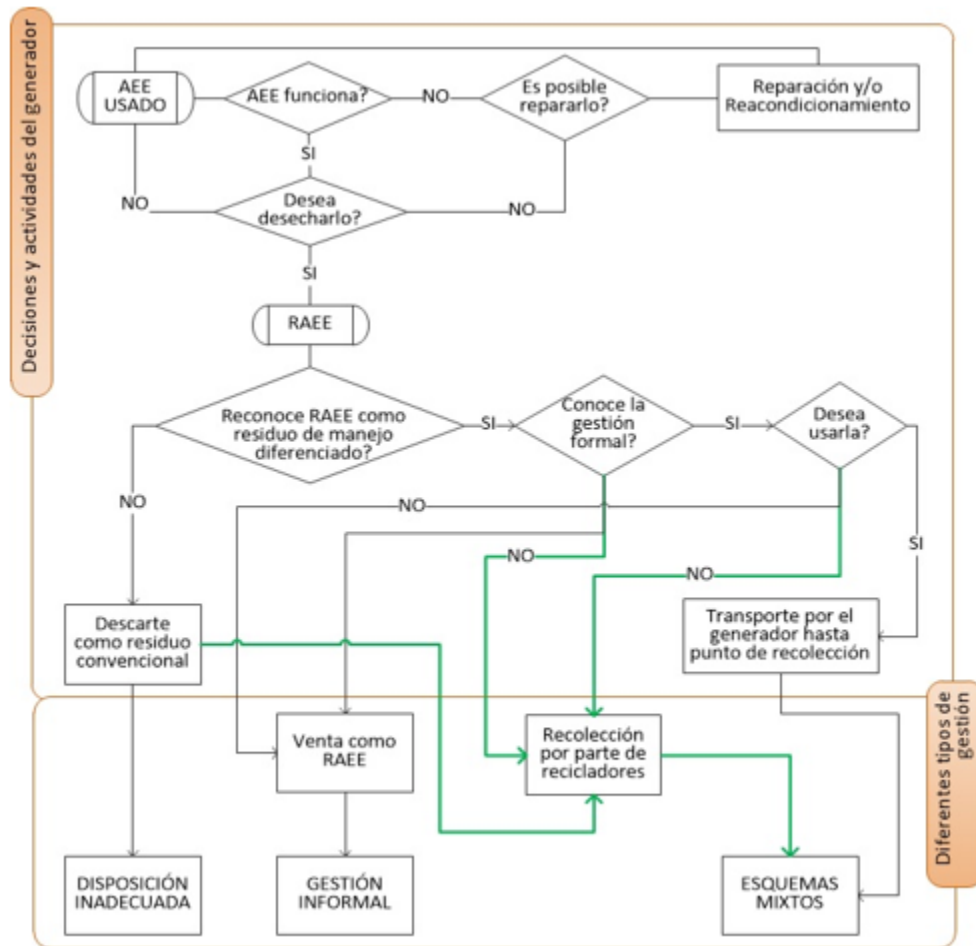 Decisiones y actividades del generador
AEE
USADO
AEE funciona?
NO
Es posible
repararlo?
Reparación y/o
Reacondicionamiento
SI
NO
Desea
desecharlo?
NO
SI
RAEE
Reconoce RAEE como
residuo de manejo
diferenciado?
SI
Conoce la
gestión
formal?
SI
Desea
usarla?
NO
NO
NO
SI
NO
Descarte
como residuo
convencional
Transporte por el
generador hasta
punto de recolección
Diferentes tipos de
gestión
Venta como
RAEE
Recolección
por parte de
recicladores
DISPOSICIÓN
INADECUADA
GESTIÓN
INFORMAL
ESQUEMAS
MIXTOS